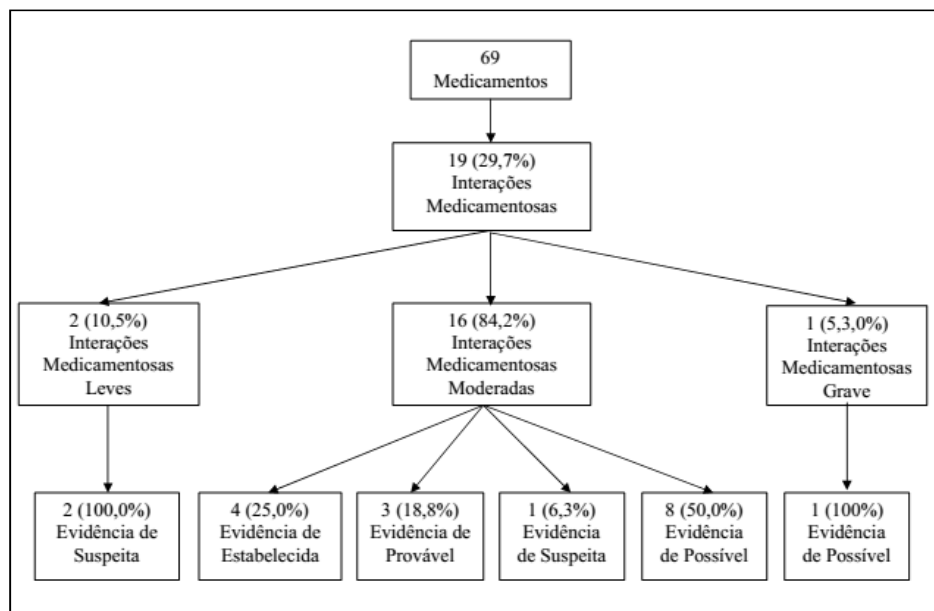 69
Medicamentos
19 (29,7%)
Interações
Medicamentosas
2 (10,5%)
Interações
Medicamentosas
Leves
16 (84,2%)
Interações
Medicamentosas
Moderadas
1 (5,3,0%)
Interações
Medicamentosas
Grave
2 (100,0%)
Evidência de
Suspeita
4 (25,0%)
Evidência de
Estabelecida
3 (18,8%)
Evidência de
Provável
1 (6,3%)
Evidência
de Suspeita
8 (50,0%)
Evidência
de Possível
1 (100%)
Evidência
de Possível